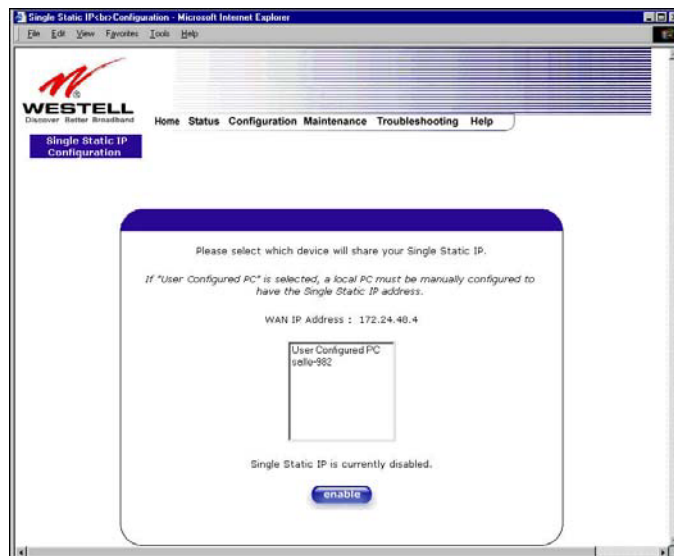 Single Static IP<br>Configuration - Microsoft Internet Explorer
File Edit View Favorites Tools Help
WESTELL
Discover Better Broadband
Home Status Configuration Maintenance Troubleshooting Help
Single Static IP
Configuration
Please select which device will share your Single Static IP.
If "User Configured PC" is selected, a local PC must be manually configured to
have the Single Static IP address.
WAN IP Address : 172.24.48.4
User Configured PC
selle-982
Single Static IP is currently disabled.
enable